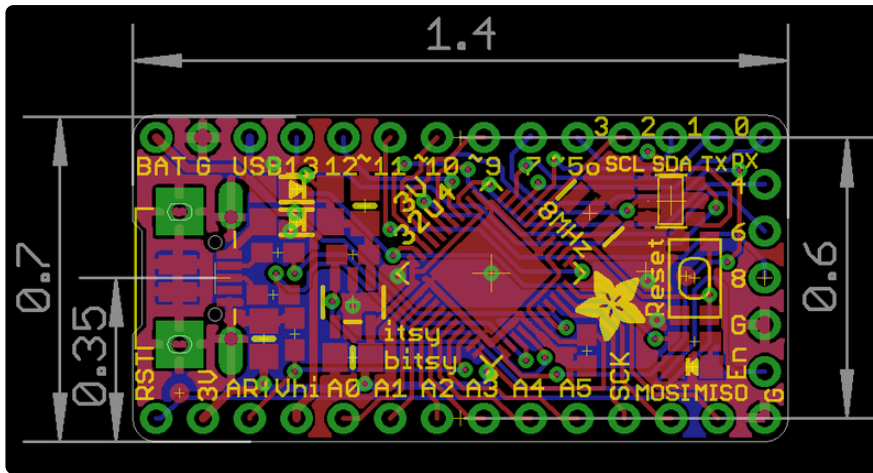 1.4
3 2 1 0
BAT G USB 13 12 ~11 ~10 ~9 7 ~5 SCL SDA TX RX
4
3V
32U4
8MHz
6
0.7
0.6
8
Reset
0.35
G
itsy
bitsy
En
RST 3V Vhi A0 A1 A2 A3 A4 A5 SCK MOSI MISO G